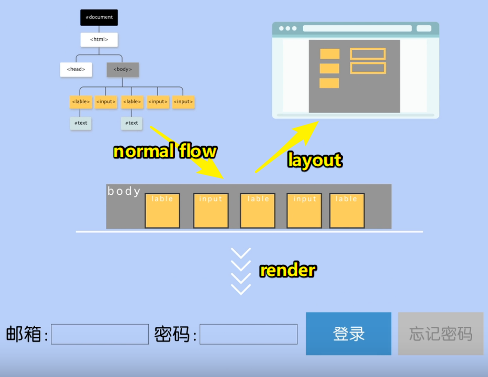 #document
<html>
<head> <body>
<lable> <input> <lable> <input> <input>
#text #text
normal flow
layout
body
lable input lable input lable
render
邮箱: 密码: 登录 忘记密码